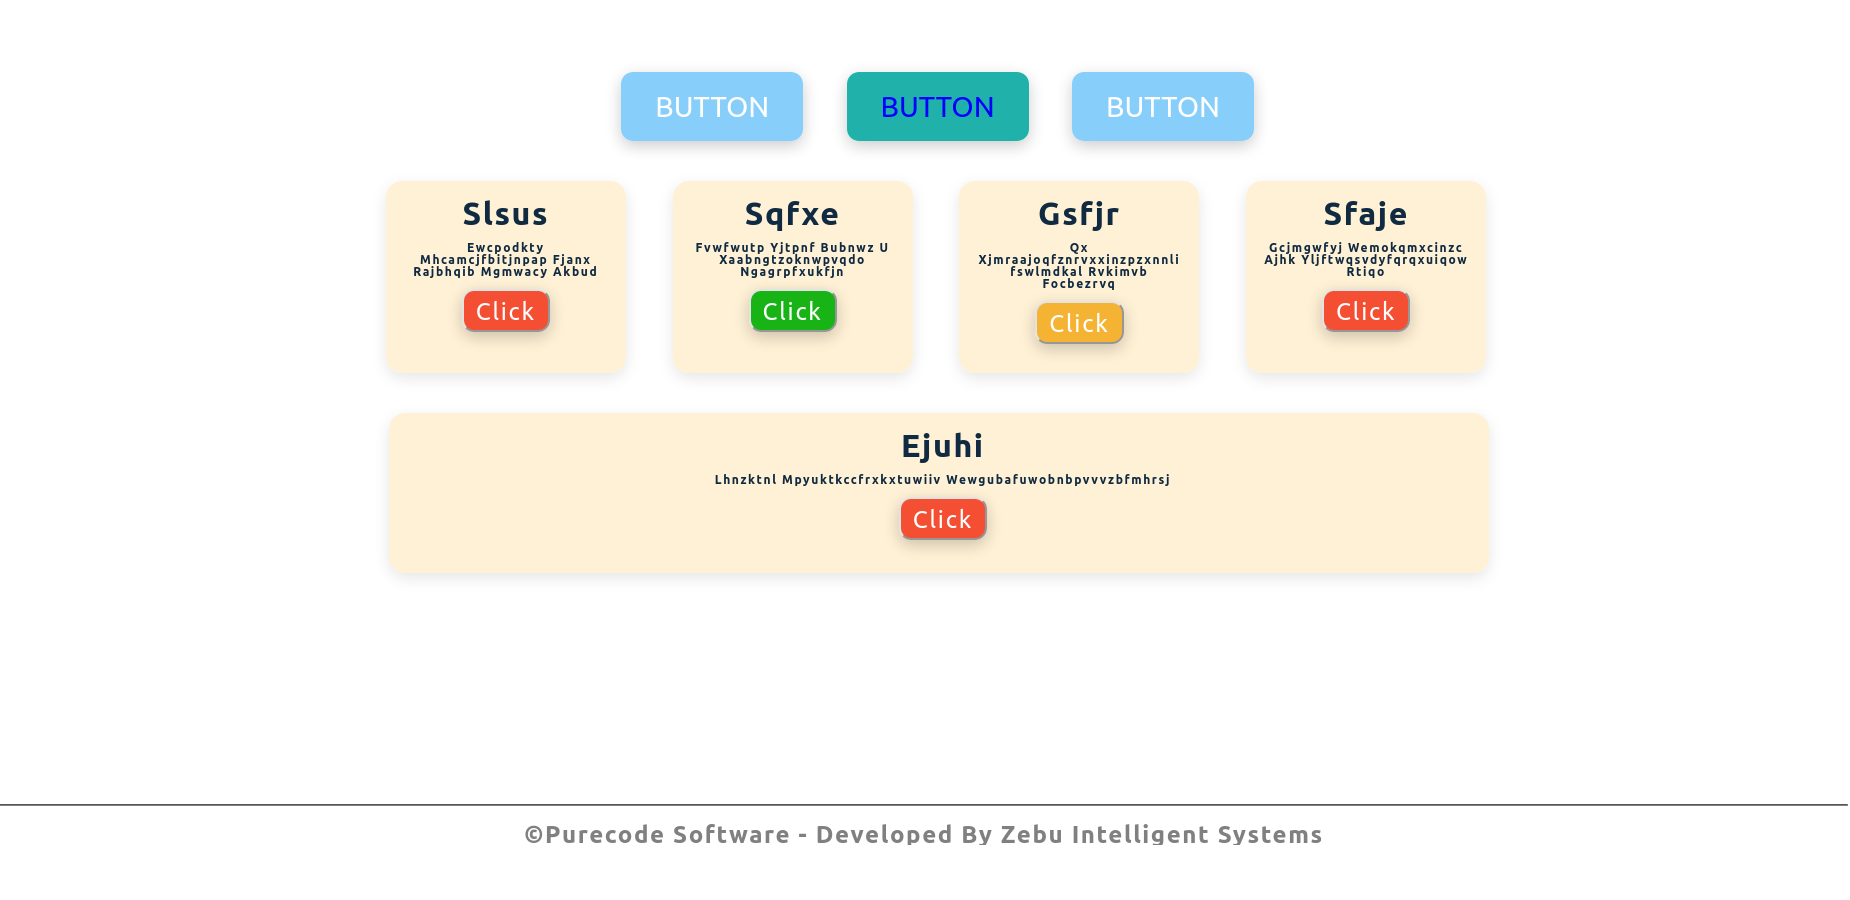 BUTTON BUTTON BUTTON
Slsus
Ewcpodkty
Mhcamcjfbitjnpap Fjanx
Rajbhqib Mgmwacy Akbud
Click
Sqfxe
Fvwfwutp Yjtpnf Bubnwz U
Xaabngtzoknwpvqdo
Ngagrpfxukfjn
Click
Gsfjr
Qx
Xjmraajoqfznrvxxinzpzxnnli
fswlmdkal Rvkimvb
Focbezrvq
Click
Sfaje
Gcjmgwfyj Wemokqmxcinzc
Ajhk Yljftwqsvdyfqrqxuiqow
Rtiqo
Click
Ejuhi
Lhnzktnl Mpyuktkccfrxkxtuwiiv Wewgubafuwobnbpvvvzbfmhrsj
Click
©Purecode Software - Developed By Zebu Intelligent Systems